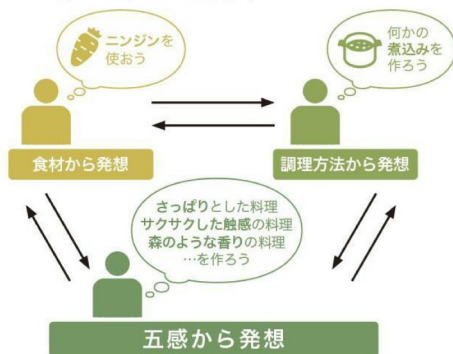 ニンジンを
使おう
何かの
煮込みを
作ろう
食材から発想
調理方法から発想
さっぱりとした料理
サクサクした触感の料理
森のような香りの料理
…を作ろう
五感から発想